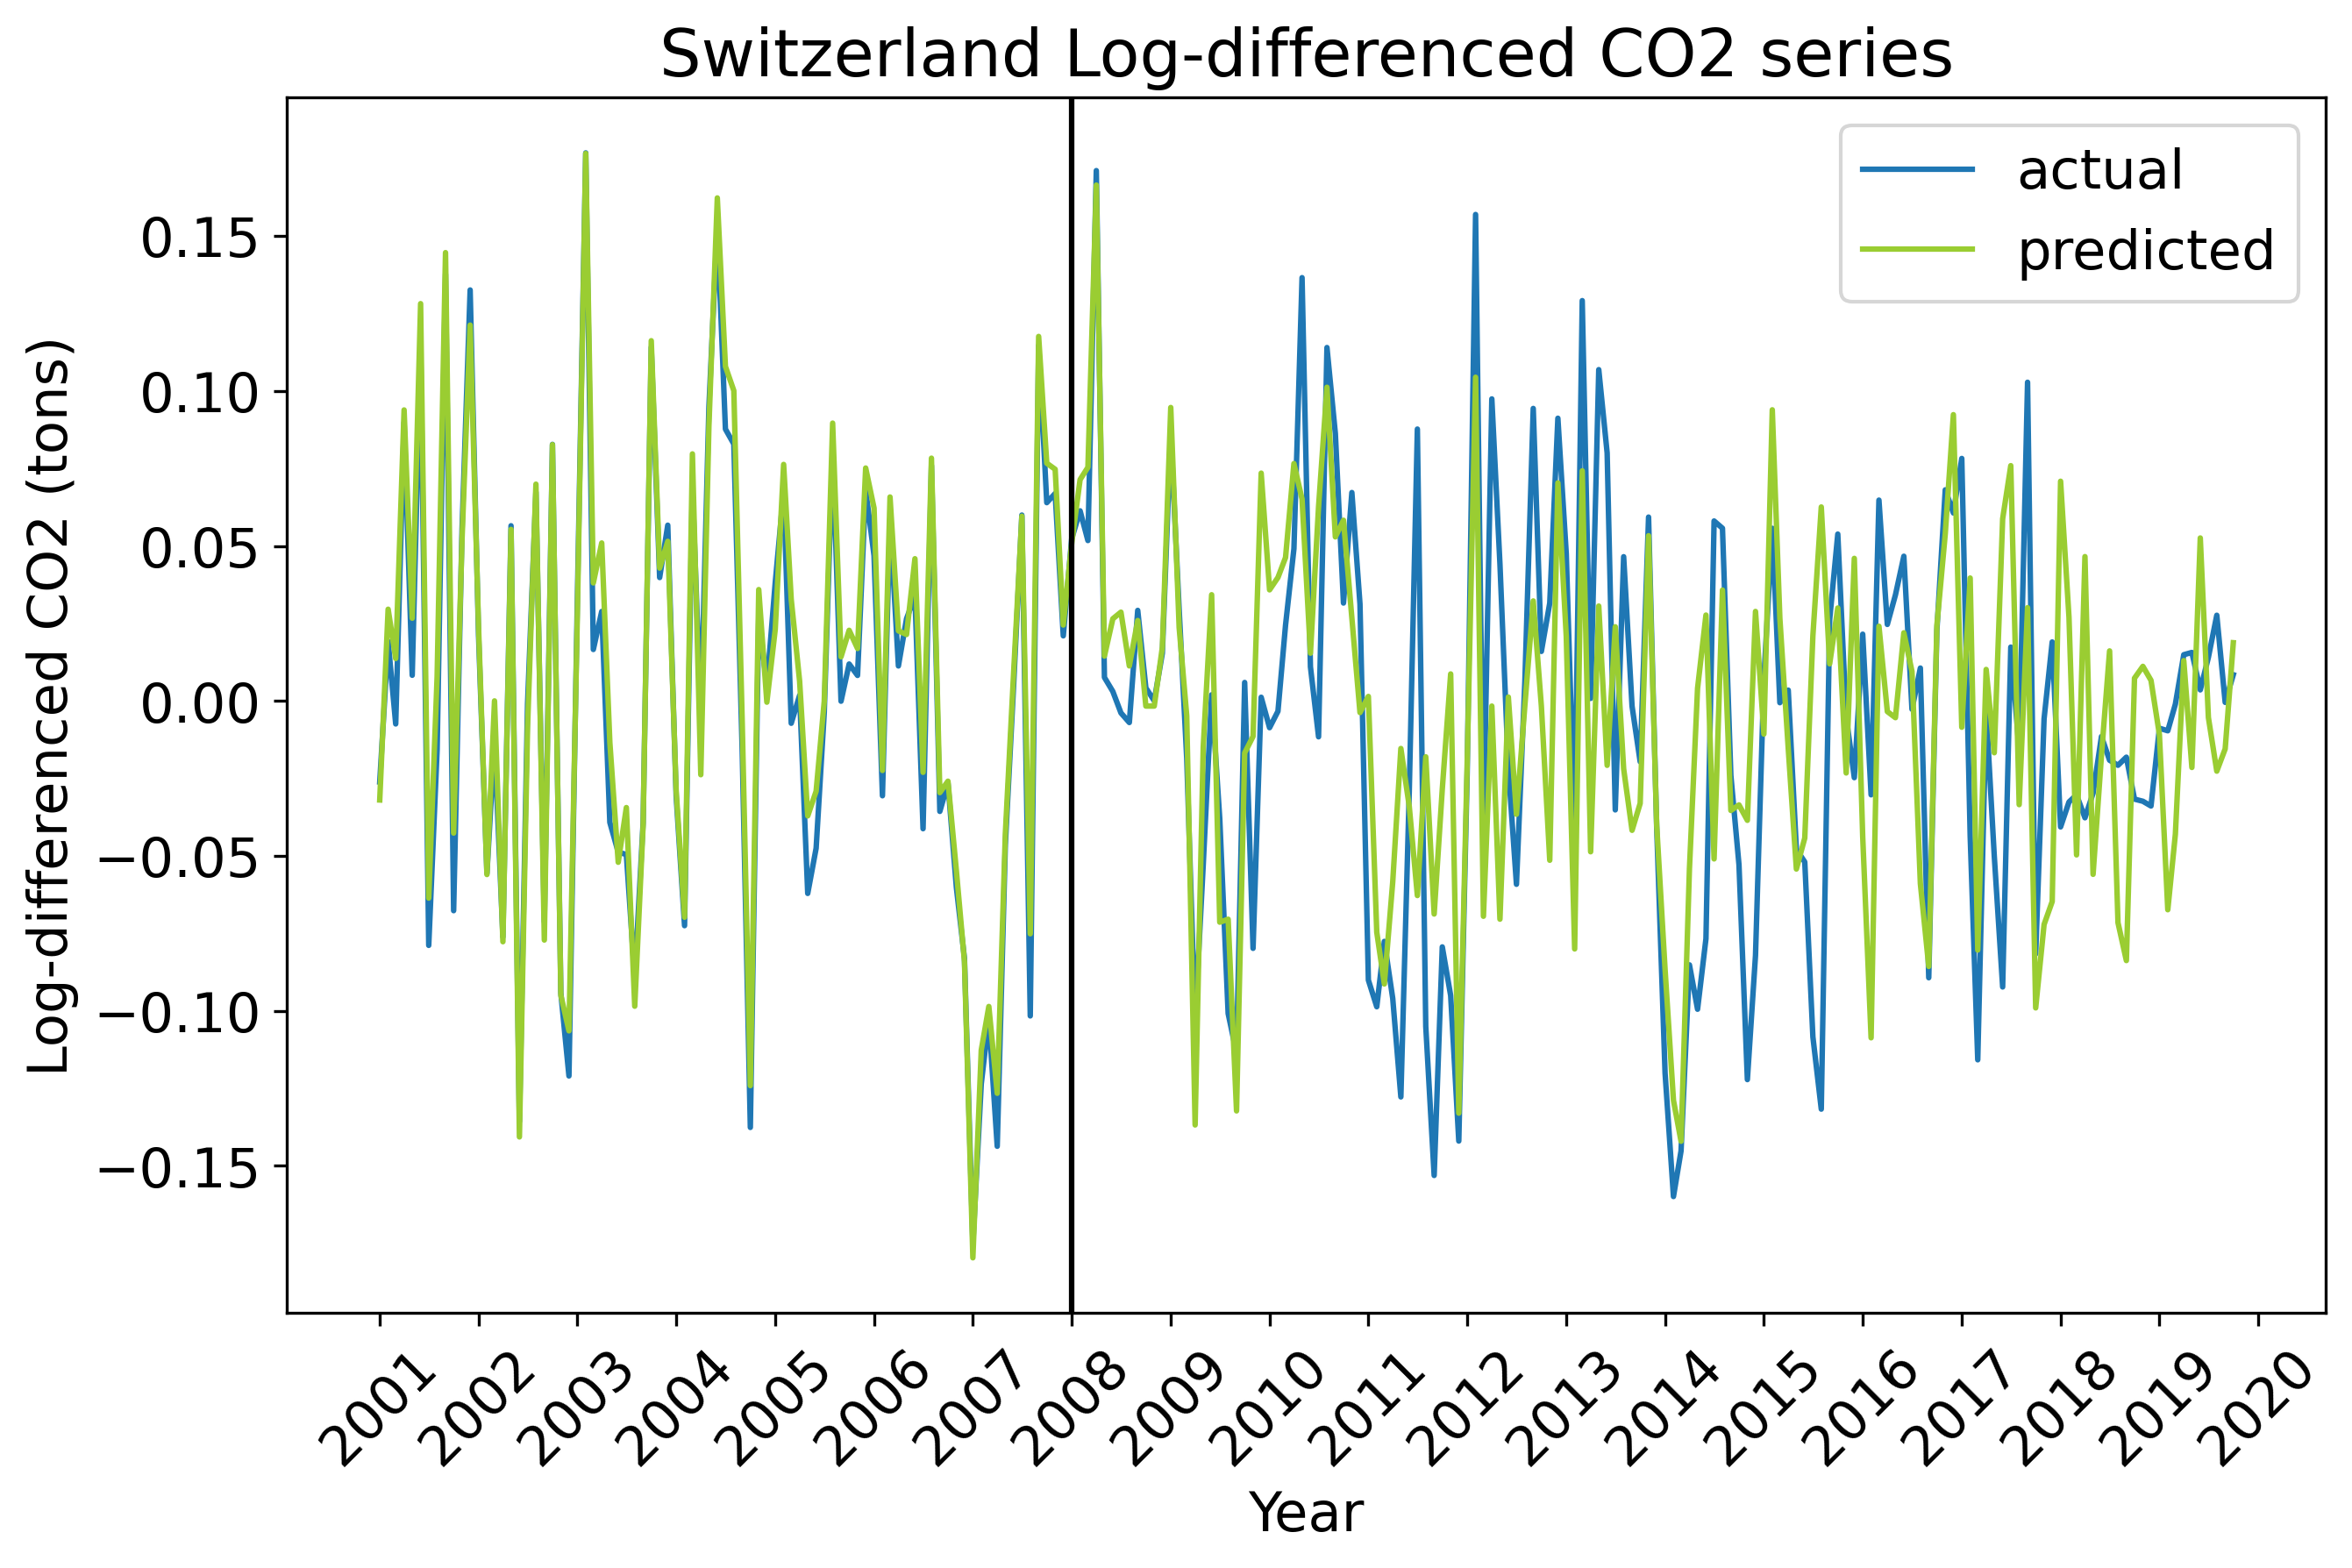 Switzerland Log-differenced CO2 series
actual
predicted
Log-differenced CO2 (tons)
0.15
0.10
0.05
0.00
−0.05
−0.10
−0.15
2001 2002 2003 2004 2005 2006 2007 2008 2009 2010 2011 2012 2013 2014 2015 2016 2017 2018 2019 2020
Year